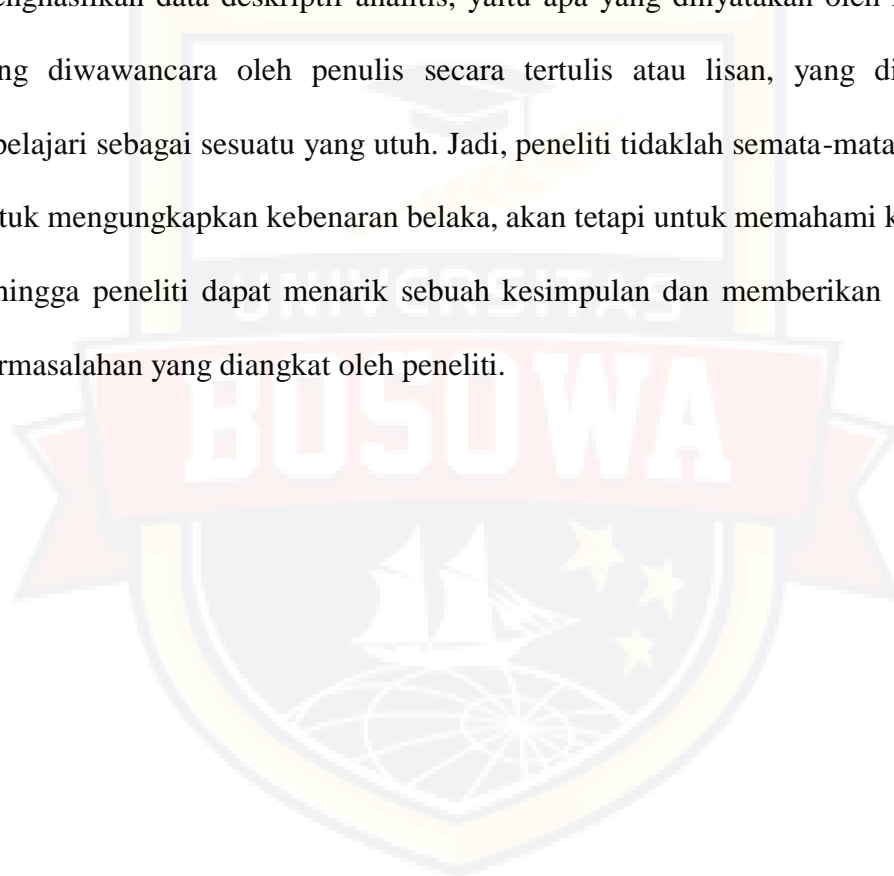 enghasilkan data deskriptif analitis, yaitu apa yang dinyatakan oleh
ng diwawancara oleh penulis secara tertulis atau lisan, yang di
pelajari sebagai sesuatu yang utuh. Jadi, peneliti tidaklah semata-mata
tuk mengungkapkan kebenaran belaka, akan tetapi untuk memahami k
UNIVERSITAS
hingga peneliti dapat menarik sebuah kesimpulan dan memberikan
rmasalahan yang diangkat oleh peneliti.
BOSOWA